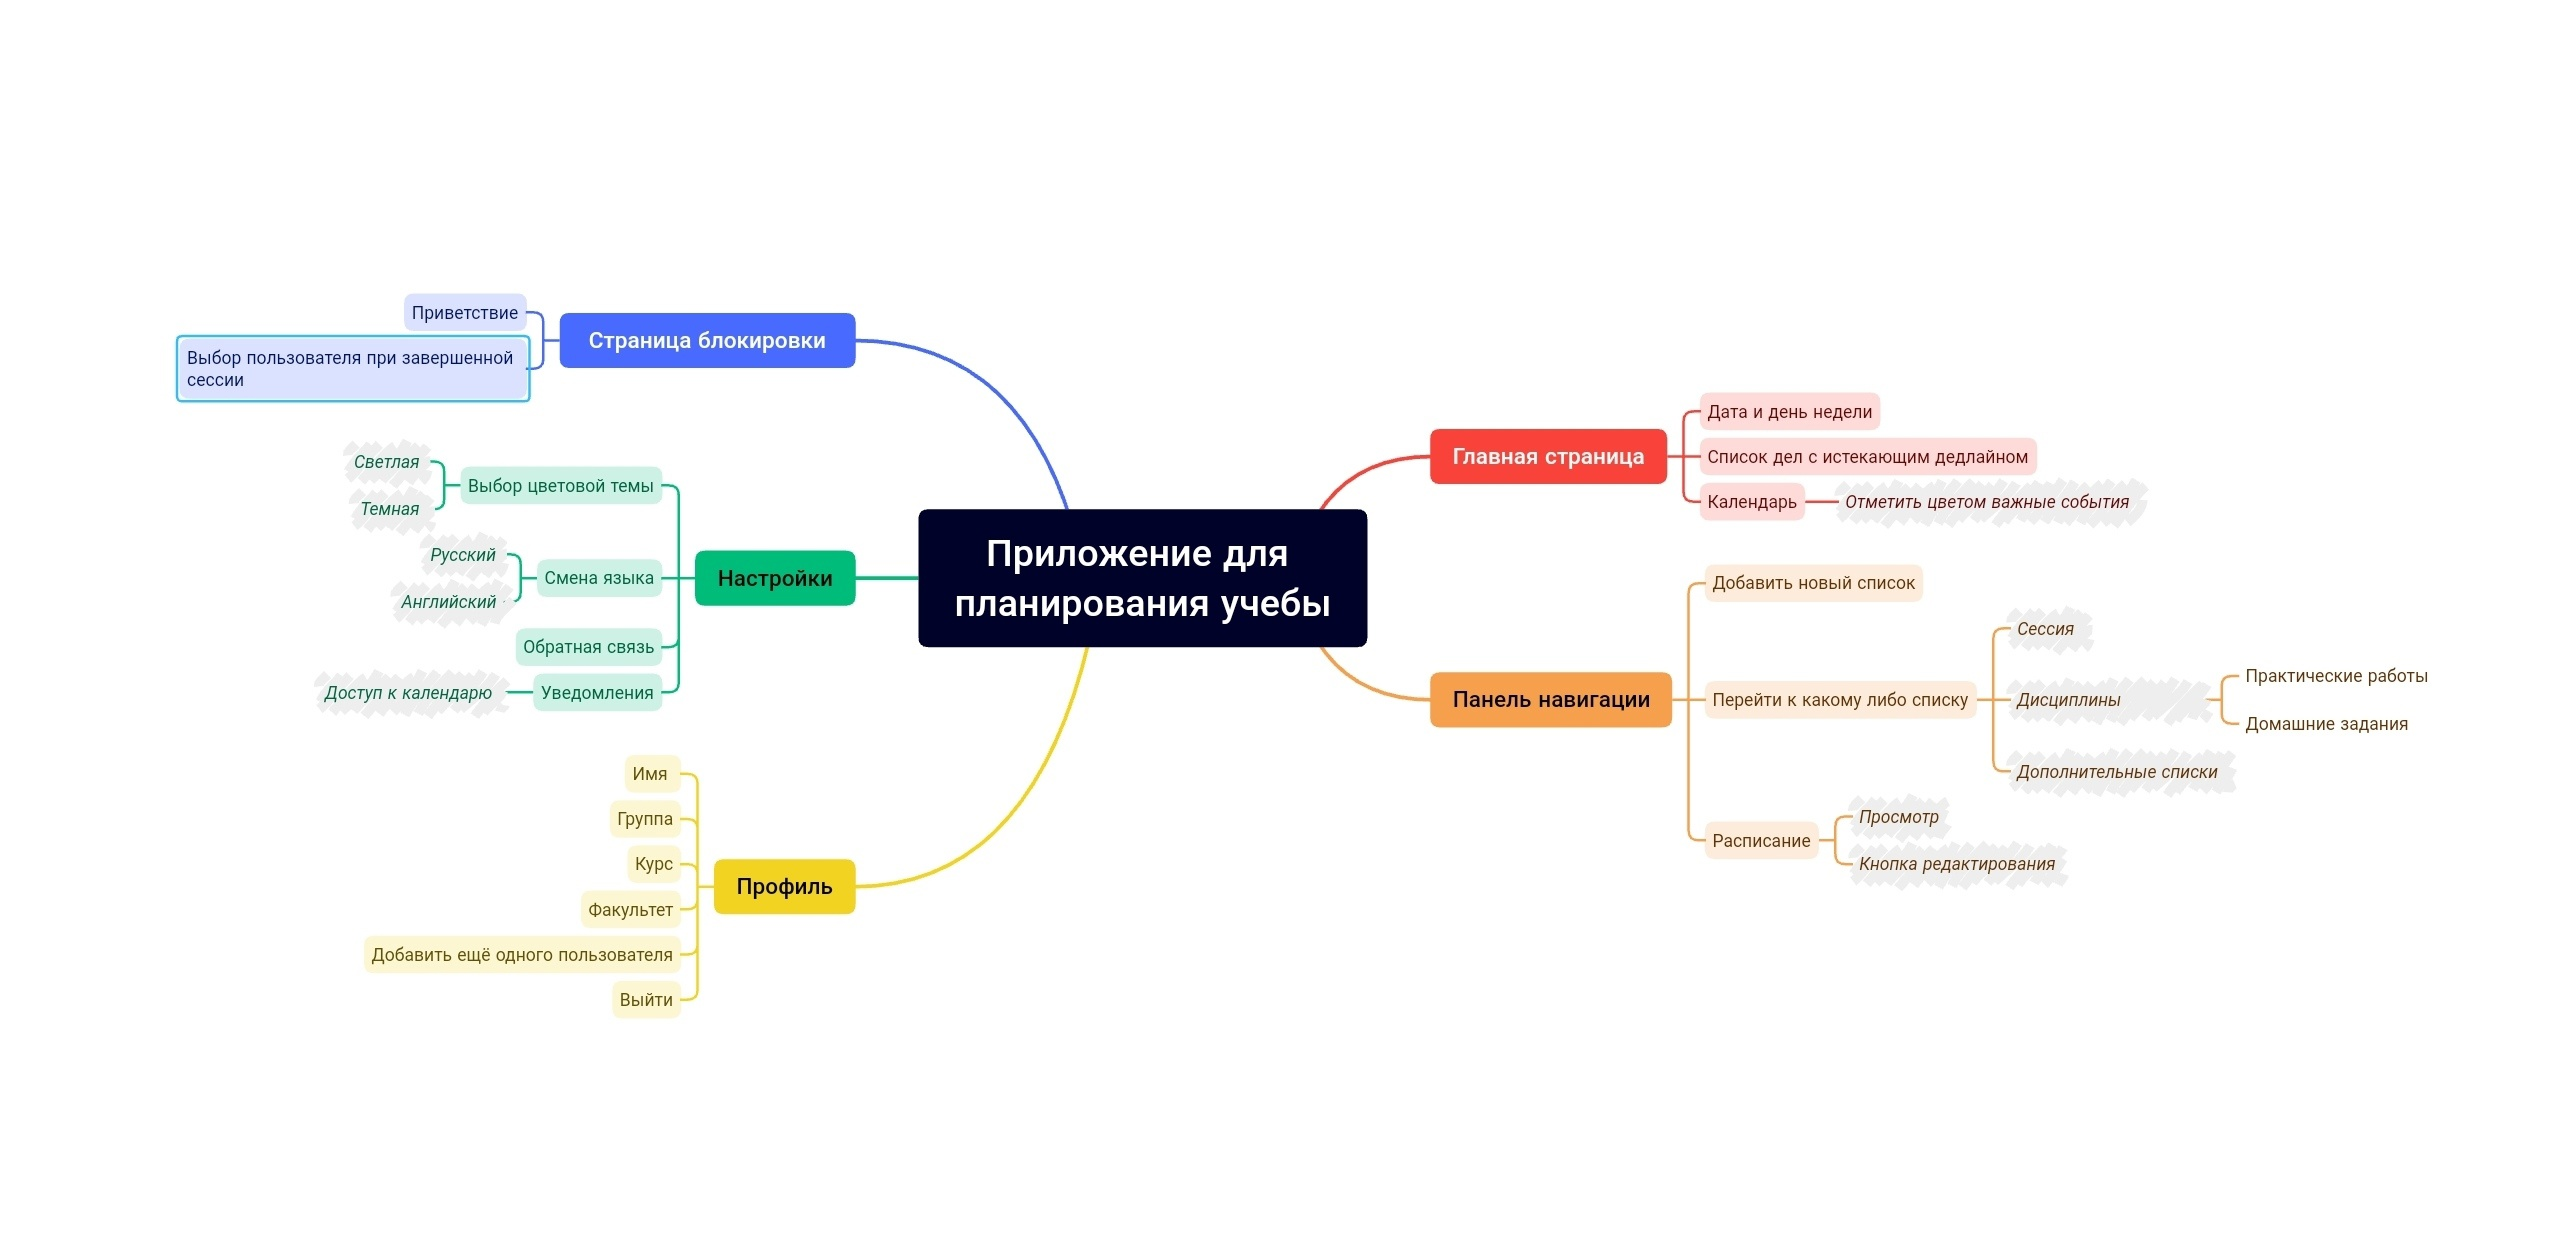 Приложение для
планирования учебы
Страница блокировки
Приветствие
Выбор пользователя при завершенной
сессии
Настройки
Выбор цветовой темы
Светлая
Темная
Смена языка
Русский
Английский
Обратная связь
Уведомления
Доступ к календарю
Профиль
Имя
Группа
Курс
Факультет
Добавить ещё одного пользователя
Выйти
Главная страница
Дата и день недели
Список дел с истекающим дедлайном
Календарь
Отметить цветом важные события
Панель навигации
Добавить новый список
Перейти к какому либо списку
Сессия
Дисциплины
Практические работы
Домашние задания
Дополнительные списки
Расписание
Просмотр
Кнопка редактирования